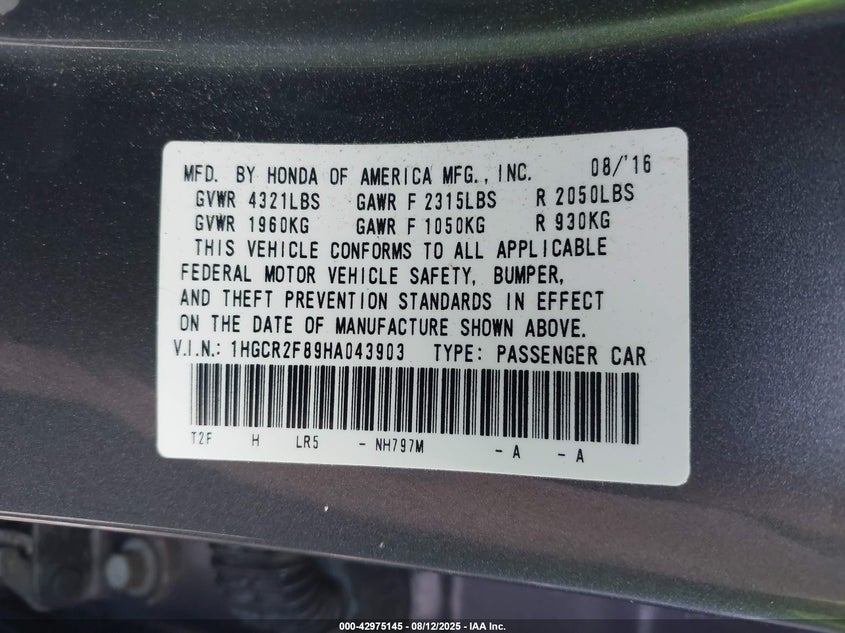 MFD. BY HONDA OF AMERICA MFG., INC. 08/'16
GVWR 4321LBS GAWR F 2315LBS R 2050LBS
GVWR 1960KG GAWR F 1050KG R 930KG
THIS VEHICLE CONFORMS TO ALL APPLICABLE
FEDERAL MOTOR VEHICLE SAFETY, BUMPER,
AND THEFT PREVENTION STANDARDS IN EFFECT
ON THE DATE OF MANUFACTURE SHOWN ABOVE.
V.I.N.: 1HGCR2F89HA043903 TYPE: PASSENGER CAR
T2F H LR5 - NH797M - A - A
000-42975145 - 08/12/2025 - IAA Inc.